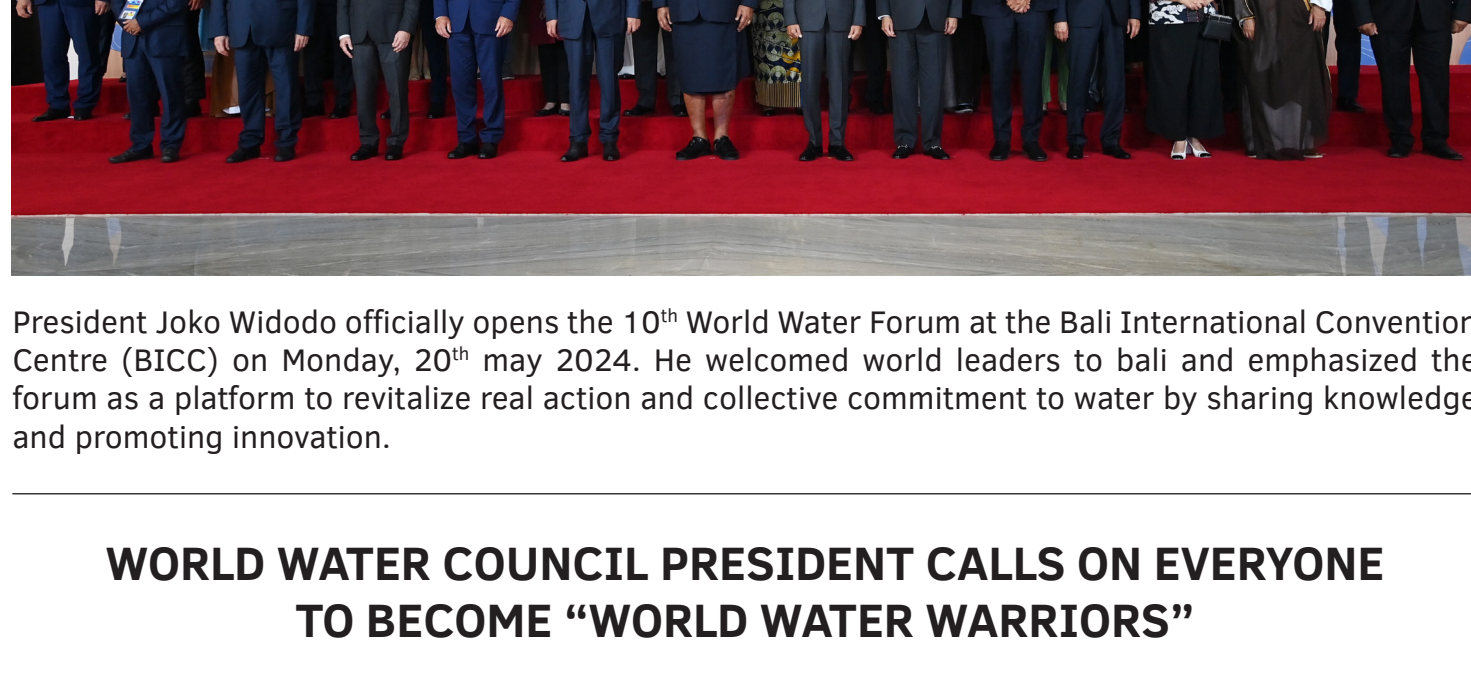 President Joko Widodo officially opens the 10th World Water Forum at the Bali International Convention
Centre (BICC) on Monday, 20th may 2024. He welcomed world leaders to bali and emphasized the
forum as a platform to revitalize real action and collective commitment to water by sharing knowledge
and promoting innovation.
WORLD WATER COUNCIL PRESIDENT CALLS ON EVERYONE
TO BECOME “WORLD WATER WARRIORS”